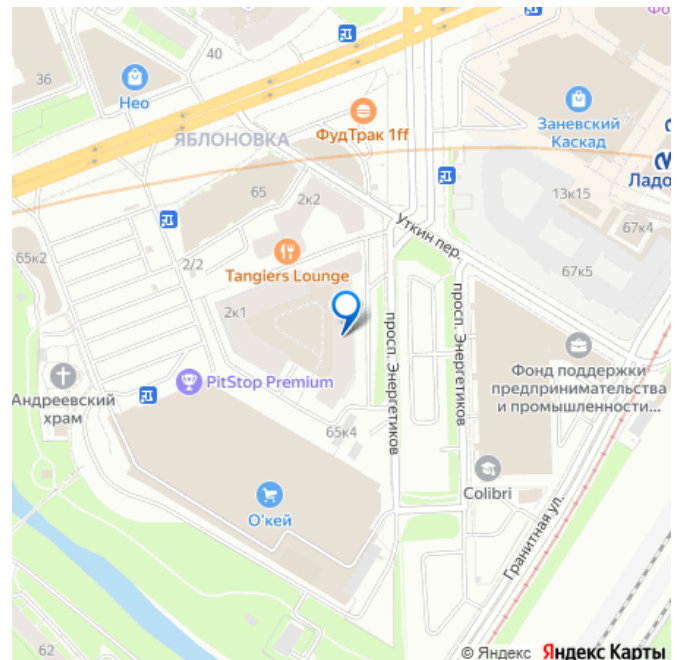 Фо
40
36
Нео
ФудТрак 1ff
Заневский
Каскад
ЯБЛОНОВКА
Ладо
65
2к2
13к15
Уткин пер.
67к4
65к2
2/2
Tangiers Lounge
67к5
2к1
просп. Энергетиков
просп. Энергетиков
Фонд поддержки
предпринимательства
и промышленности...
PitStop Premium
Андреевский
храм
65к4
Colibri
О'кей
Гранитная ул.
62
© Яндекс Яндекс Карты